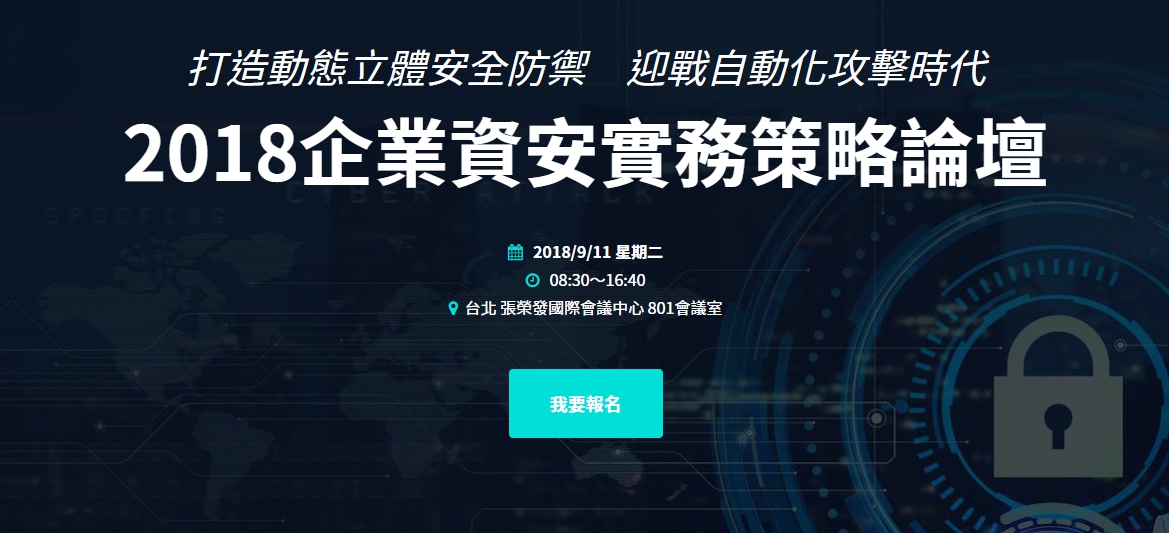 打造動態立體安全防禦　迎戰自動化攻擊時代
2018企業資安實務策略論壇
CYBER ATTACK
SPOOFING
2018/9/11 星期二
08:30～16:40
台北 張榮發國際會議中心 801會議室
我要報名